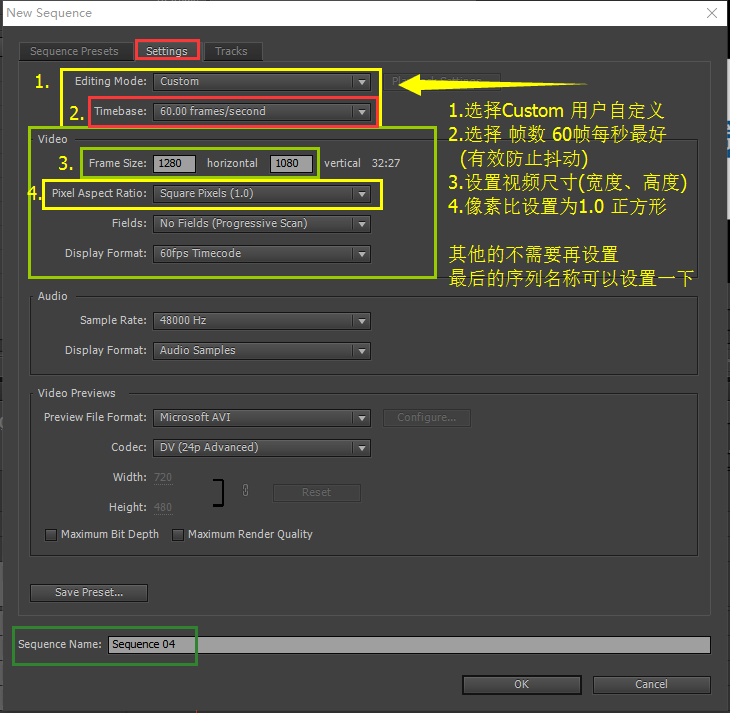 New Sequence
Sequence Presets Settings Tracks
1. Editing Mode: Custom
2. Timebase: 60.00 frames/second
1.选择Custom 用户自定义
2.选择 帧数 60帧每秒最好
(有效防止抖动)
3.设置视频尺寸(宽度、高度)
4.像素比设置为1.0 正方形
其他的不需要再设置
最后的序列名称可以设置一下
Video
3. Frame Size: 1280 horizontal 1080 vertical 32:27
4. Pixel Aspect Ratio: Square Pixels (1.0)
Fields: No Fields (Progressive Scan)
Display Format: 60fps Timecode
Audio
Sample Rate: 48000 Hz
Display Format: Audio Samples
Video Previews
Preview File Format: Microsoft AVI Configure...
Codec: DV (24p Advanced)
Width: 720
Height: 480
Reset
Maximum Bit Depth Maximum Render Quality
Save Preset...
Sequence Name: Sequence 04
OK Cancel